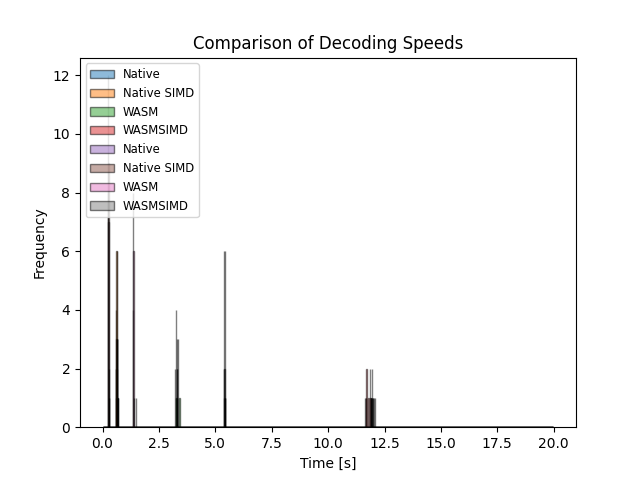 Comparison of Decoding Speeds
Native
Native SIMD
WASM
WASMSIMD
Native
Native SIMD
WASM
WASMSIMD
12
10
8
6
4
2
0
Frequency
0.0 2.5 5.0 7.5 10.0 12.5 15.0 17.5 20.0
Time [s]